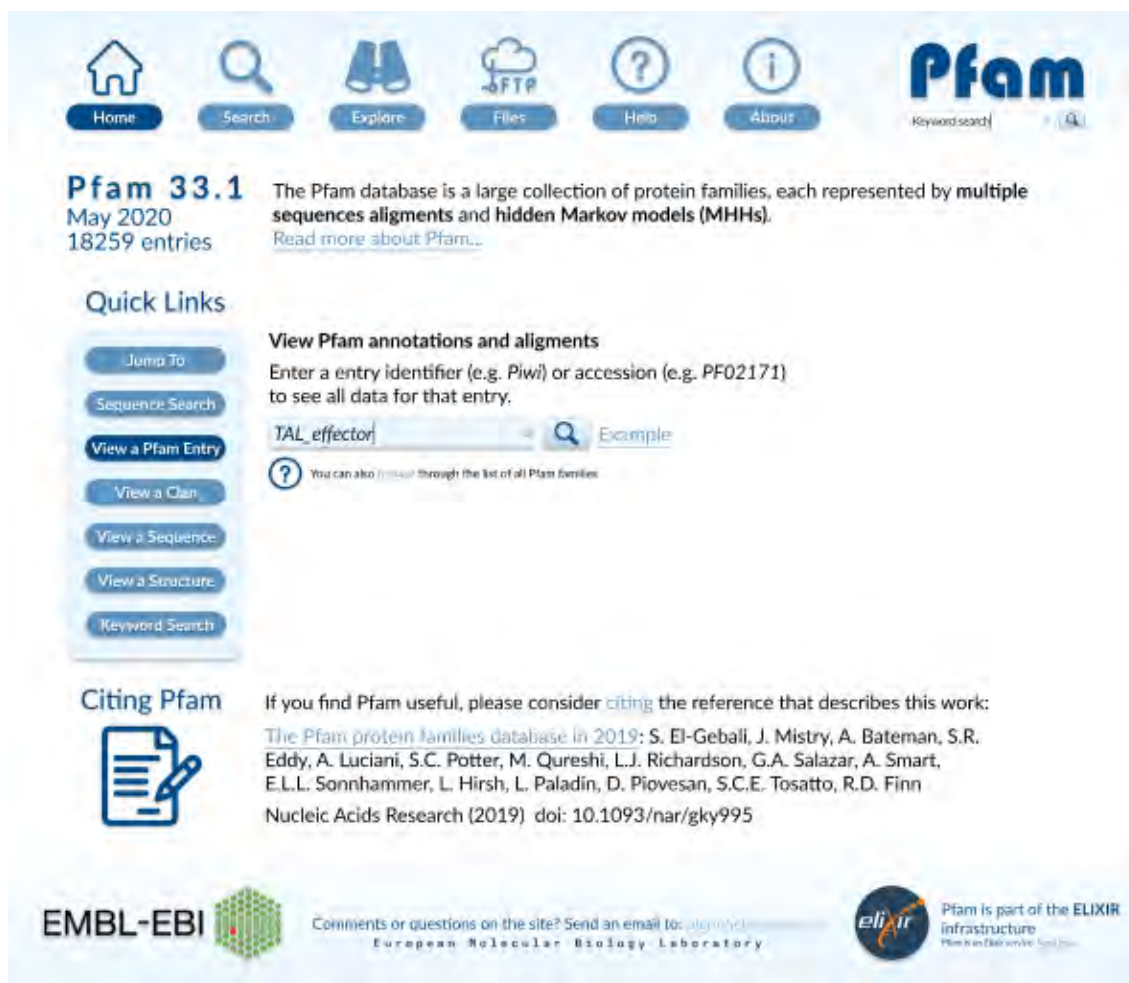 Home
Search
Explore
FTP
Files
Help
About
Pfam
Keyword search
Pfam 33.1
May 2020
18259 entries
The Pfam database is a large collection of protein families, each represented by multiple
sequences aligments and hidden Markov models (MHHs).
Read more about Pfam...
Quick Links
Jump To
Sequence Search
View a Pfam Entry
View a Clan
View a Sequence
View a Structure
Keyword Search
View Pfam annotations and aligments
Enter a entry identifier (e.g. Piwi) or accession (e.g. PF02171)
to see all data for that entry.
TAL_effector
Example
You can also through the list of all Pfam families
Citing Pfam
If you find Pfam useful, please consider citing the reference that describes this work:
The Pfam protein families database in 2019: S. El-Gebali, J. Mistry, A. Bateman, S.R.
Eddy, A. Luciani, S.C. Potter, M. Qureshi, L.J. Richardson, G.A. Salazar, A. Smart,
E.L.L. Sonnhammer, L. Hirsh, L. Paladin, D. Piovesan, S.C.E. Tosatto, R.D. Finn
Nucleic Acids Research (2019) doi: 10.1093/nar/gky995
EMBL-EBI
Comments or questions on the site? Send an email to:
European Molecular Biology Laboratory
elixir
Pfam is part of the ELIXIR
infrastructure